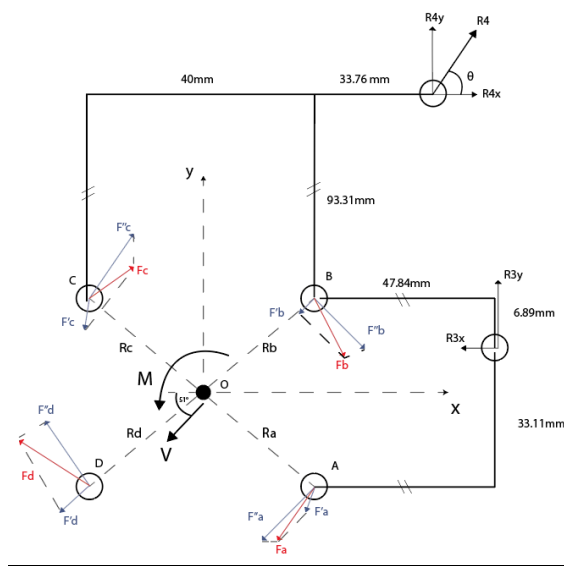 R4y
R4
θ
R4x
40mm
33.76 mm
y
93.31mm
F"c
Fc
C
F'c
B
47.84mm
R3y
6.89mm
R3x
F'b
F"b
Fb
Rc
Rb
M
O
51°
x
V
33.11mm
F"d
Rd
Ra
Fd
D
F'd
A
F"a
F'a
Fa